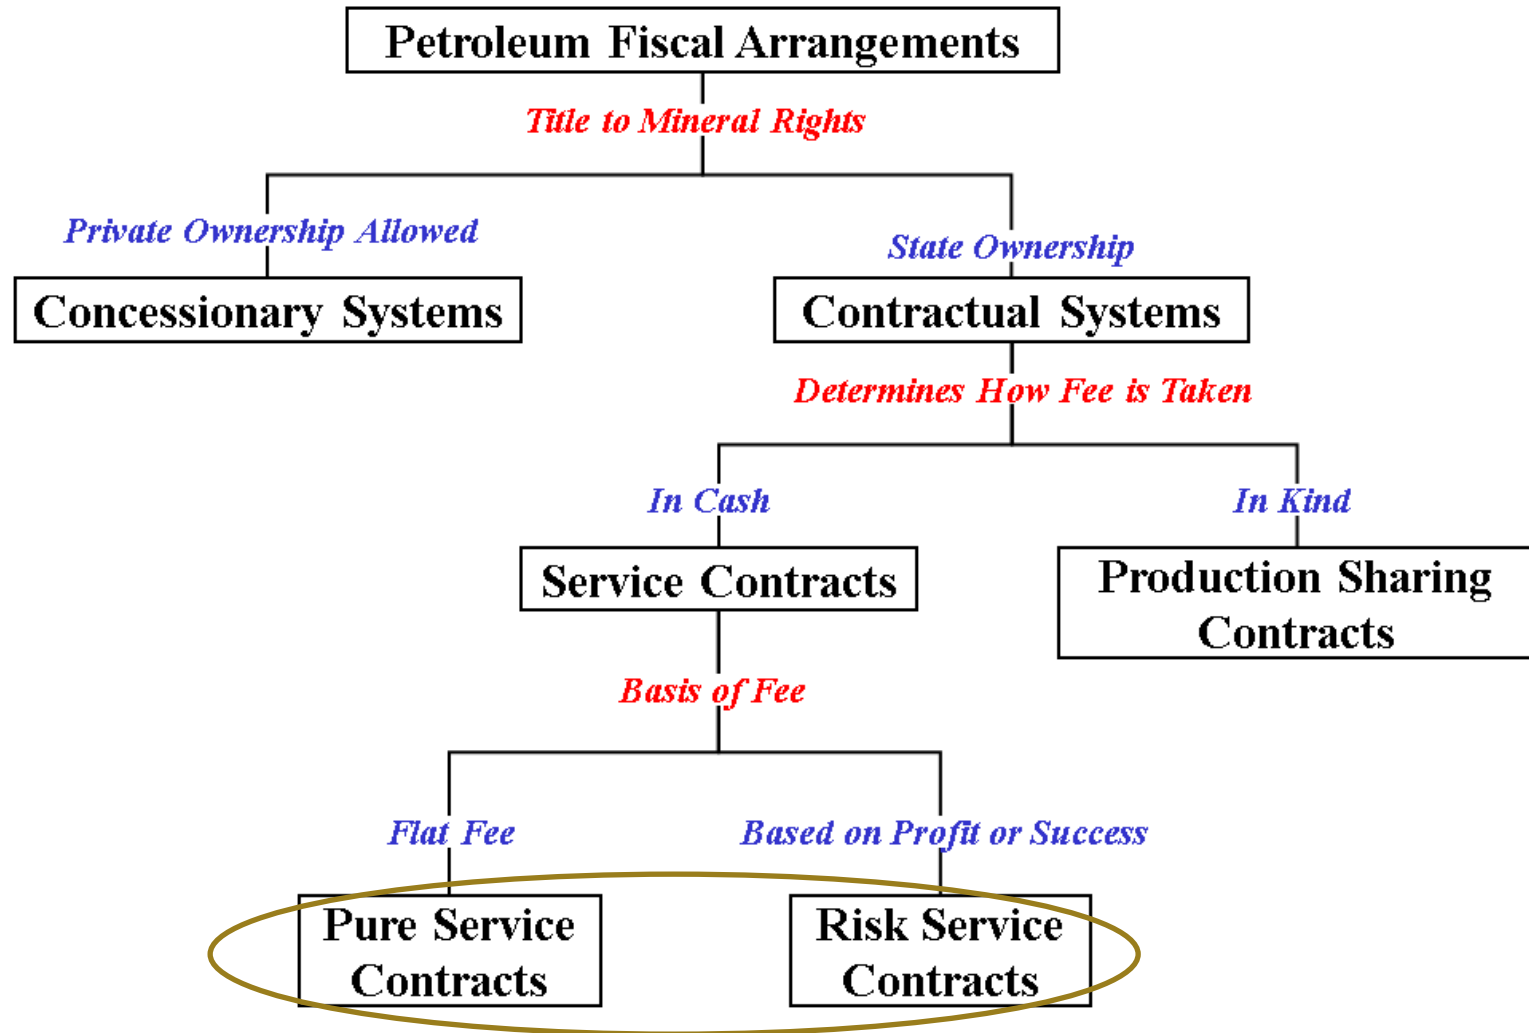 Petroleum Fiscal Arrangements
Title to Mineral Rights
Private Ownership Allowed
State Ownership
Concessionary Systems
Contractual Systems
Determines How Fee is Taken
In Cash
In Kind
Service Contracts
Production Sharing
Contracts
Basis of Fee
Flat Fee
Based on Profit or Success
Pure Service
Contracts
Risk Service
Contracts